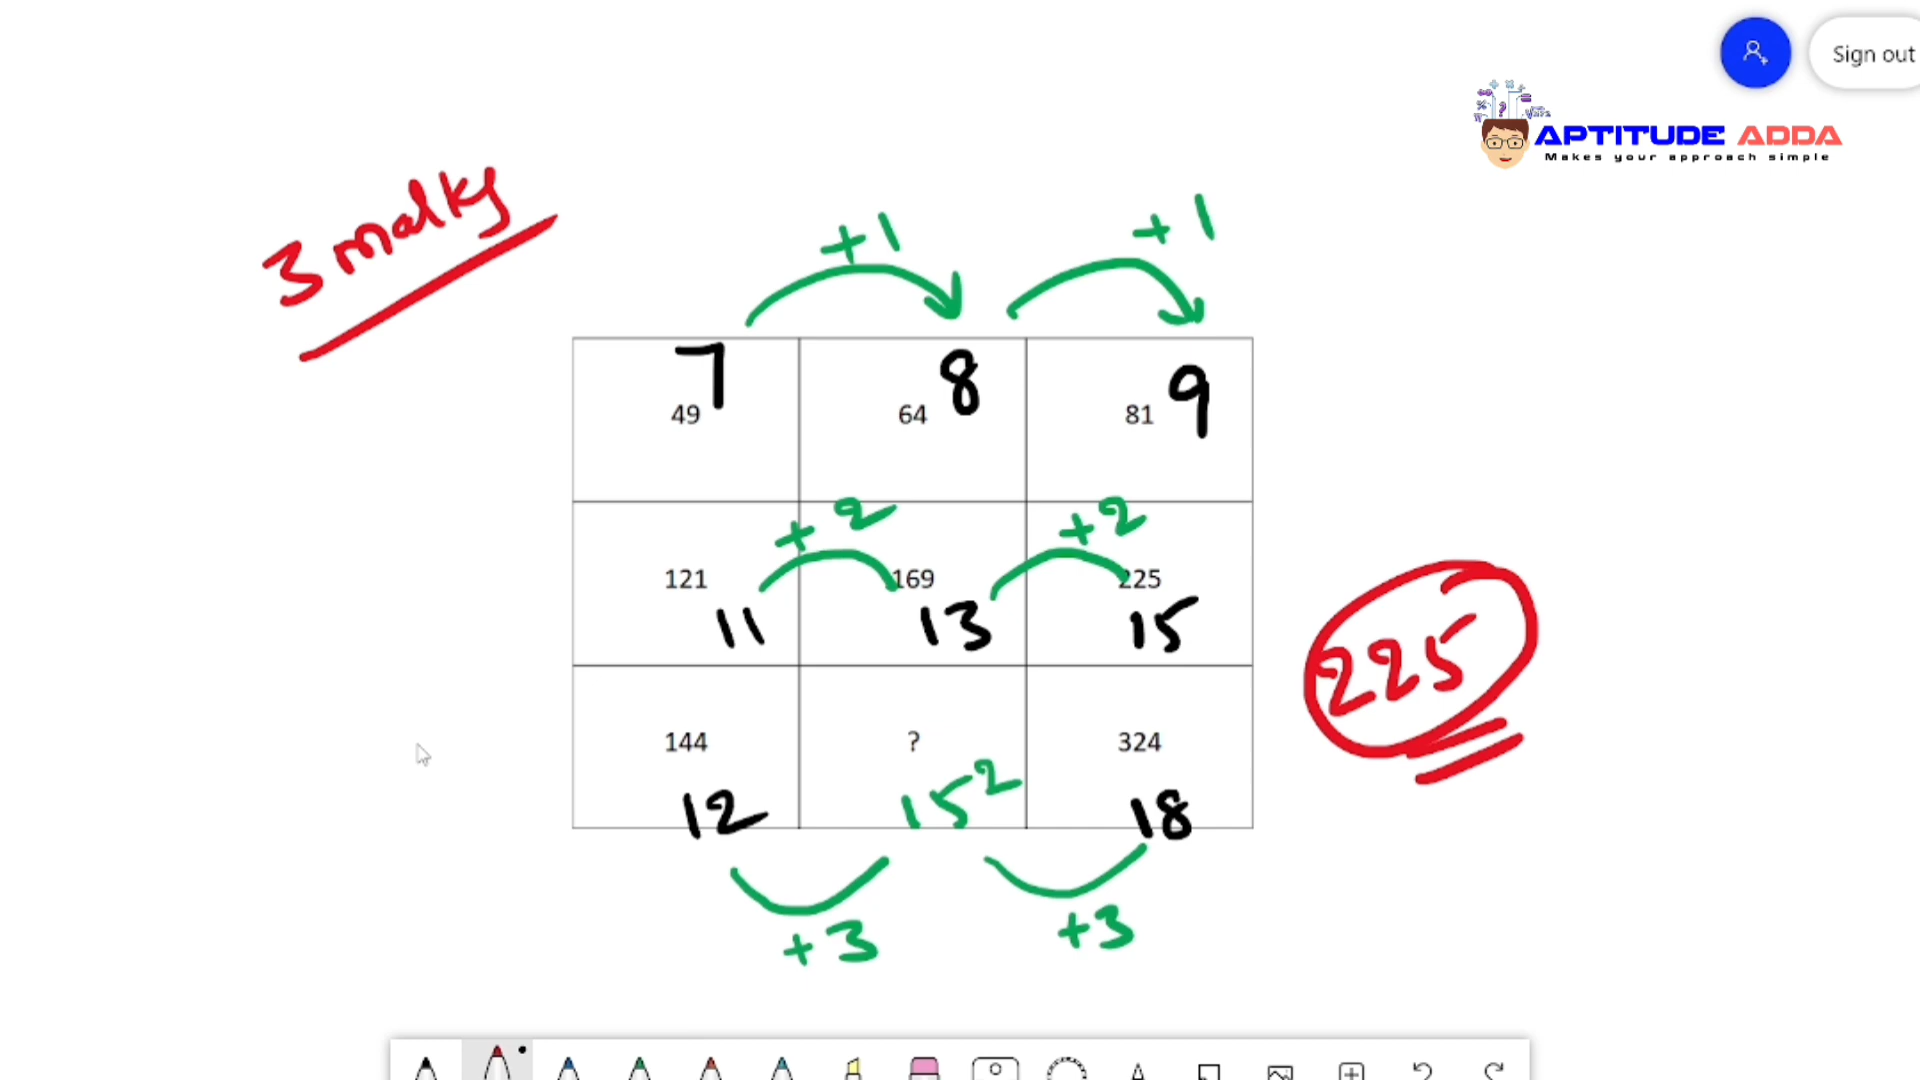 Sign out
APTITUDE ADDA
Makes your approach simple
3 marks
+1 +1
7 8 9
49 64 81
+2 +2
121 169 225
11 13 15
225
144 ? 324
12 15² 18
+3 +3